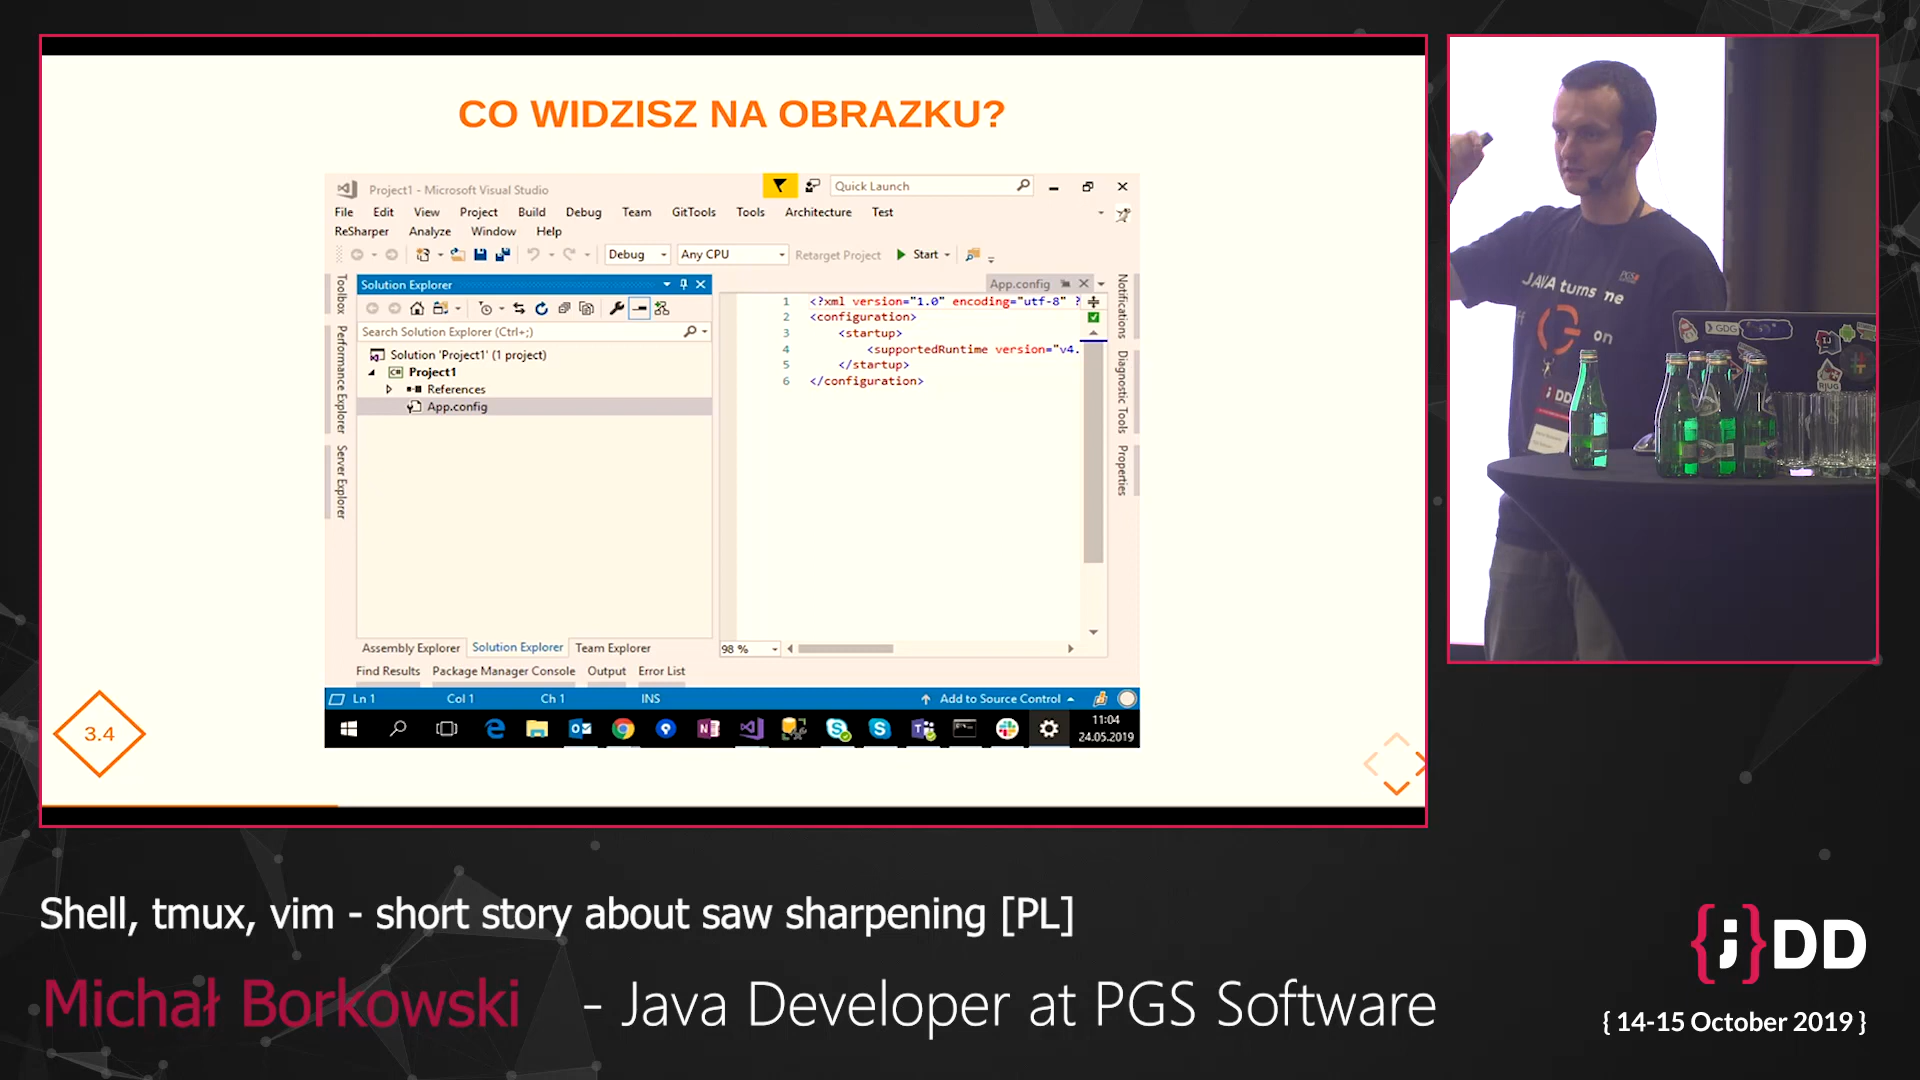 CO WIDZISZ NA OBRAZKU?
Project1 - Microsoft Visual Studio
Quick Launch
File Edit View Project Build Debug Team GitTools Tools Architecture Test
ReSharper Analyze Window Help
Debug Any CPU Retarget Project Start
Toolbox
Performance Explorer
Server Explorer
Solution Explorer
Search Solution Explorer (Ctrl+;)
Solution 'Project1' (1 project)
Project1
References
App.config
App.config
1 <?xml version="1.0" encoding="utf-8" ?
2 <configuration>
3 <startup>
4 <supportedRuntime version="v4.
5 </startup>
6 </configuration>
Notifications
Diagnostic Tools
Properties
Assembly Explorer Solution Explorer Team Explorer
98 %
Find Results Package Manager Console Output Error List
Ln 1 Col 1 Ch 1 INS Add to Source Control
11:04
24.05.2019
3.4
PGS
JAVA turns me
on
GDG
RJUG
DD
Shell, tmux, vim - short story about saw sharpening [PL]
Michał Borkowski - Java Developer at PGS Software
{;}DD
{ 14-15 October 2019 }